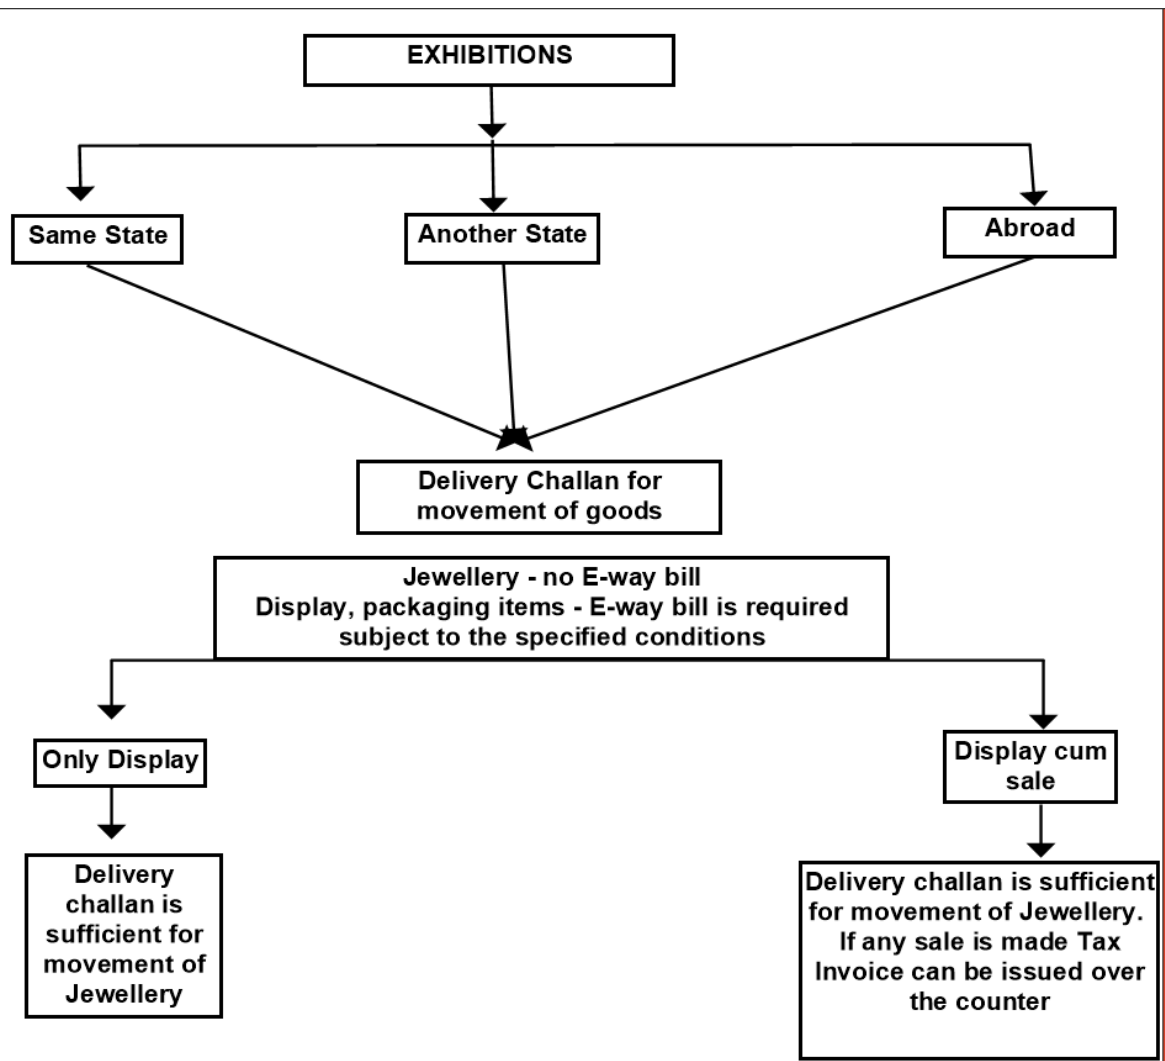 EXHIBITIONS
Same State
Another State
Abroad
Delivery Challan for
movement of goods
Jewellery - no E-way bill
Display, packaging items - E-way bill is required
subject to the specified conditions
Only Display
Display cum
sale
Delivery
challan is
sufficient for
movement of
Jewellery
Delivery challan is sufficient
for movement of Jewellery.
If any sale is made Tax
Invoice can be issued over
the counter